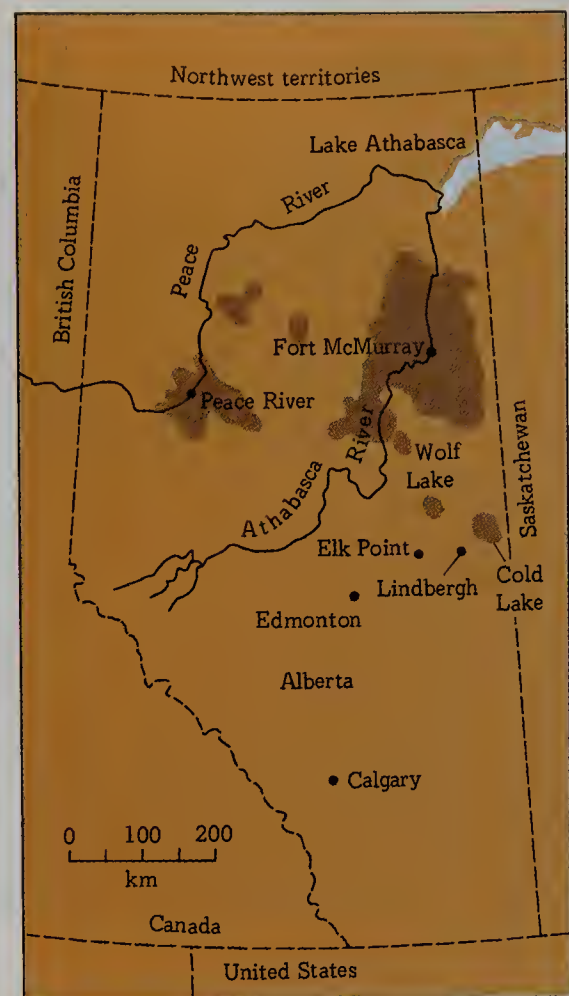 Northwest territories
Lake Athabasca
British Columbia
Peace
River
Fort McMurray
Peace River
Athabasca
River
Wolf
Lake
Saskatchewan
Elk Point
Lindbergh
Cold
Lake
Edmonton
Alberta
Calgary
0 100 200
km
Canada
United States